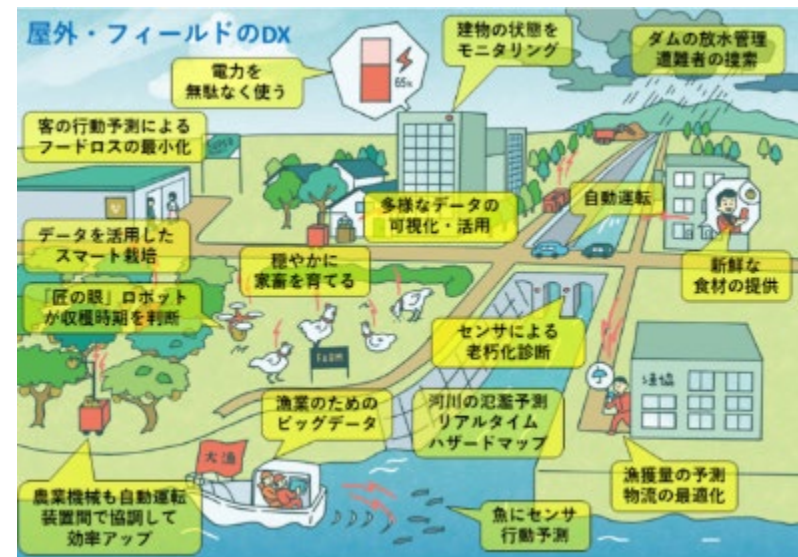 屋外・フィールドのDX
電力を
無駄なく使う
65%
建物の状態を
モニタリング
ダムの放水管理
遭難者の捜索
客の行動予測による
フードロスの最小化
多様なデータの
可視化・活用
自動運転
新鮮な
食材の提供
データを活用した
スマート栽培
穏やかに
家畜を育てる
「匠の眼」ロボット
が収穫時期を判断
FARM
センサによる
老朽化診断
漁協
漁業のための
ビッグデータ
河川の氾濫予測
リアルタイム
ハザードマップ
大漁
漁獲量の予測
物流の最適化
農業機械も自動運転
装置間で協調して
効率アップ
魚にセンサ
行動予測